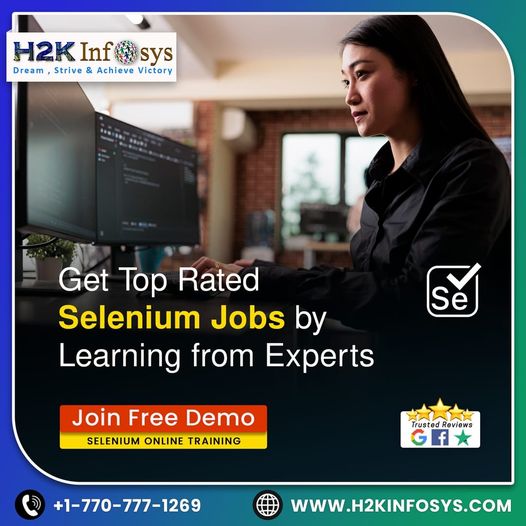 H2K Infosys
Dream , Strive & Achieve Victory
Get Top Rated
Selenium Jobs by
Learning from Experts
Se
Join Free Demo
SELENIUM ONLINE TRAINING
Trusted Reviews
G f
+1-770-777-1269
WWW.H2KINFOSYS.COM